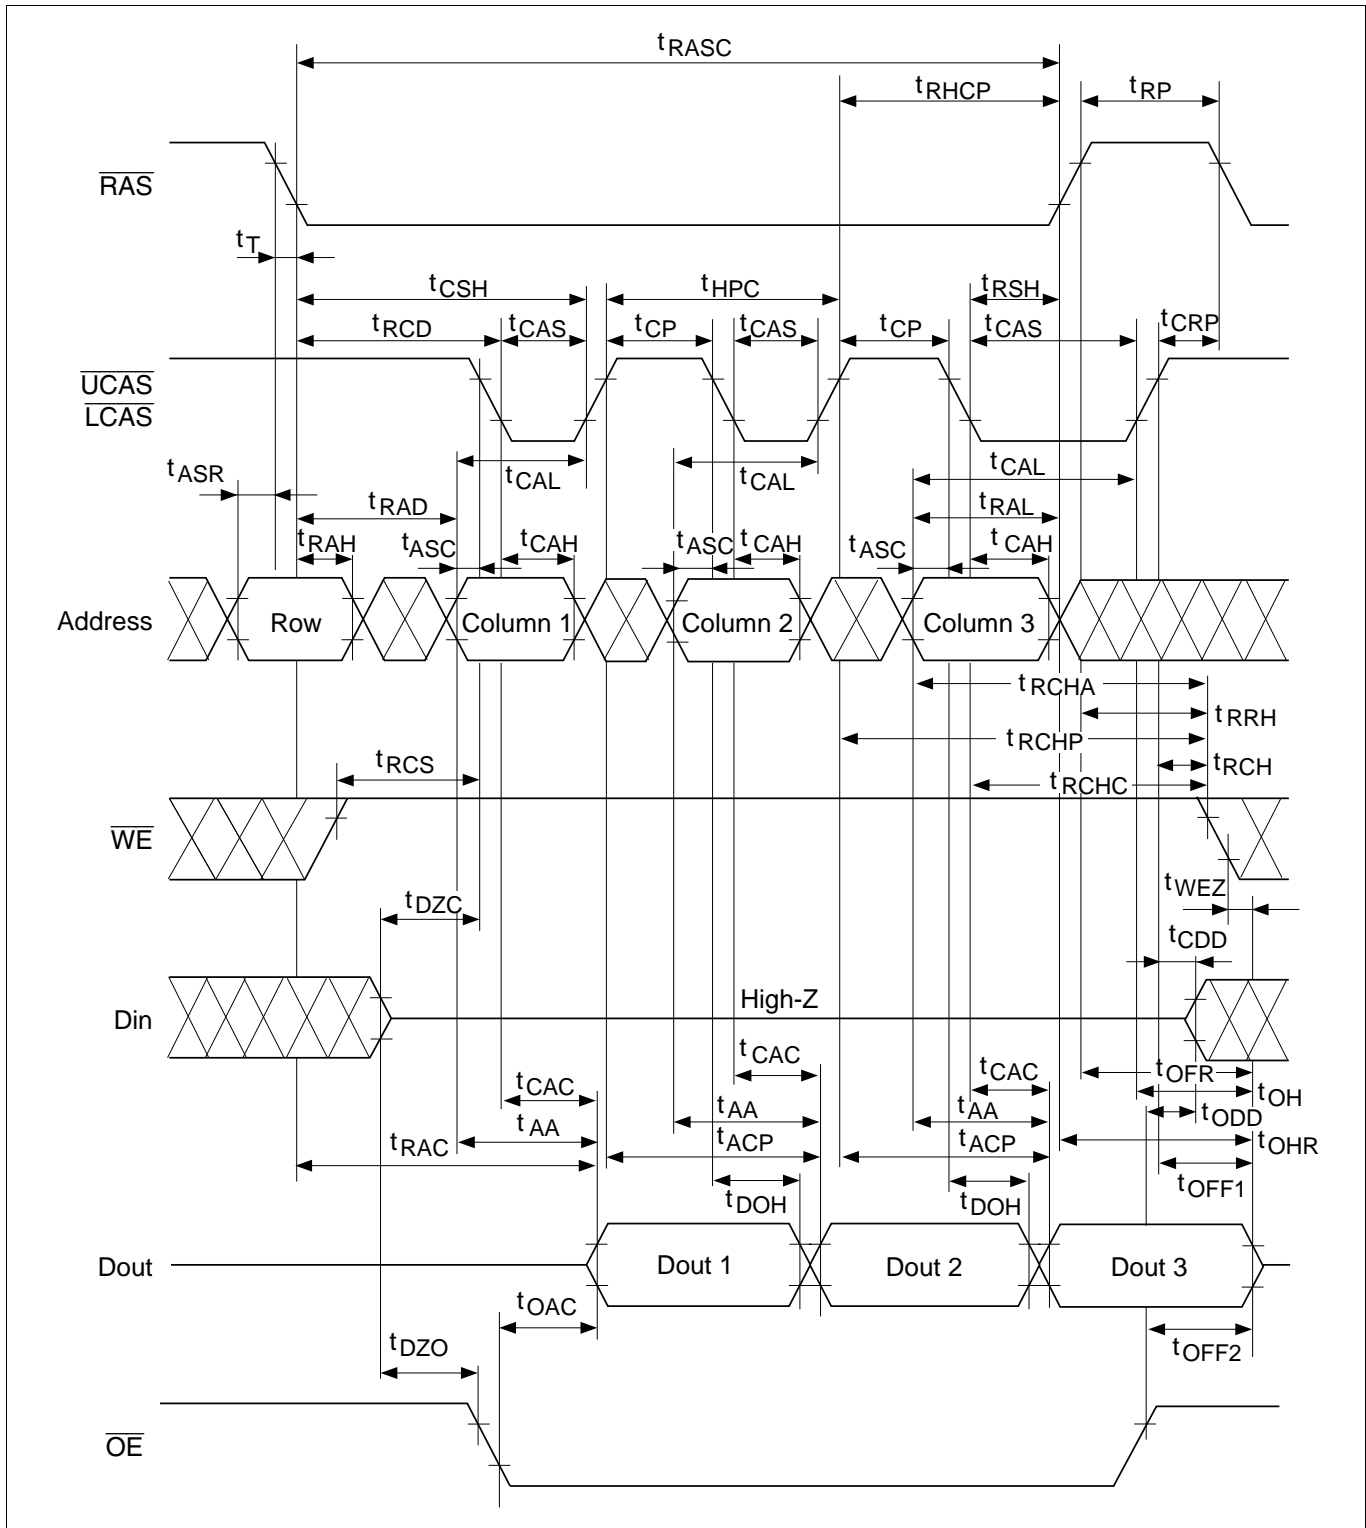 tRASC
tRHCP tRP
RAS
tT
tCSH tHPC tRSH
tRCD tCAS tCP tCAS tCP tCAS tCRP
UCAS
LCAS
tASR tCAL tCAL tCAL
tRAD tRAL
tRAH tASC tCAH tASC tCAH tASC tCAH
Address Row Column 1 Column 2 Column 3
tRCHA
tRRH
tRCHP
tRCS tRCH
tRCHC
WE
tWEZ
tDZC
tCDD
High-Z
Din
tCAC tOFR
tCAC tCAC tOH
tAA tAA tAA tODD
tRAC tACP tACP tOHR
tDOH tDOH tOFF1
Dout Dout 1 Dout 2 Dout 3
tOAC
tDZO tOFF2
OE